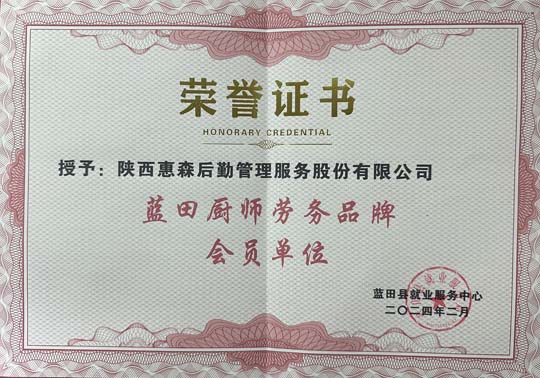 荣誉证书
HONORARY CREDENTIAL
授予：陕西惠森后勤管理服务股份有限公司
蓝田厨师劳务品牌
会员单位
蓝田县就业服务中心
二〇二四年二月